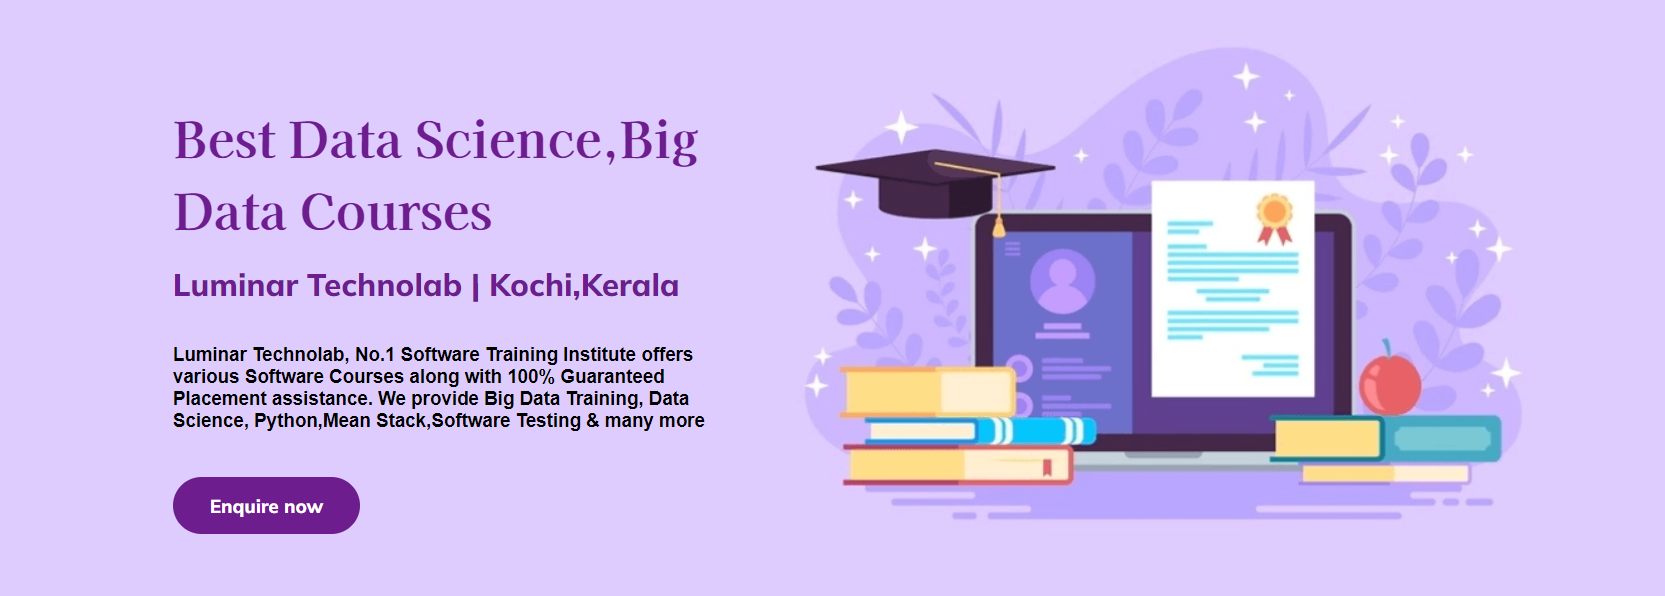 Best Data Science,Big
Data Courses
Luminar Technolab | Kochi,Kerala
Luminar Technolab, No.1 Software Training Institute offers
various Software Courses along with 100% Guaranteed
Placement assistance. We provide Big Data Training, Data
Science, Python,Mean Stack,Software Testing & many more
Enquire now